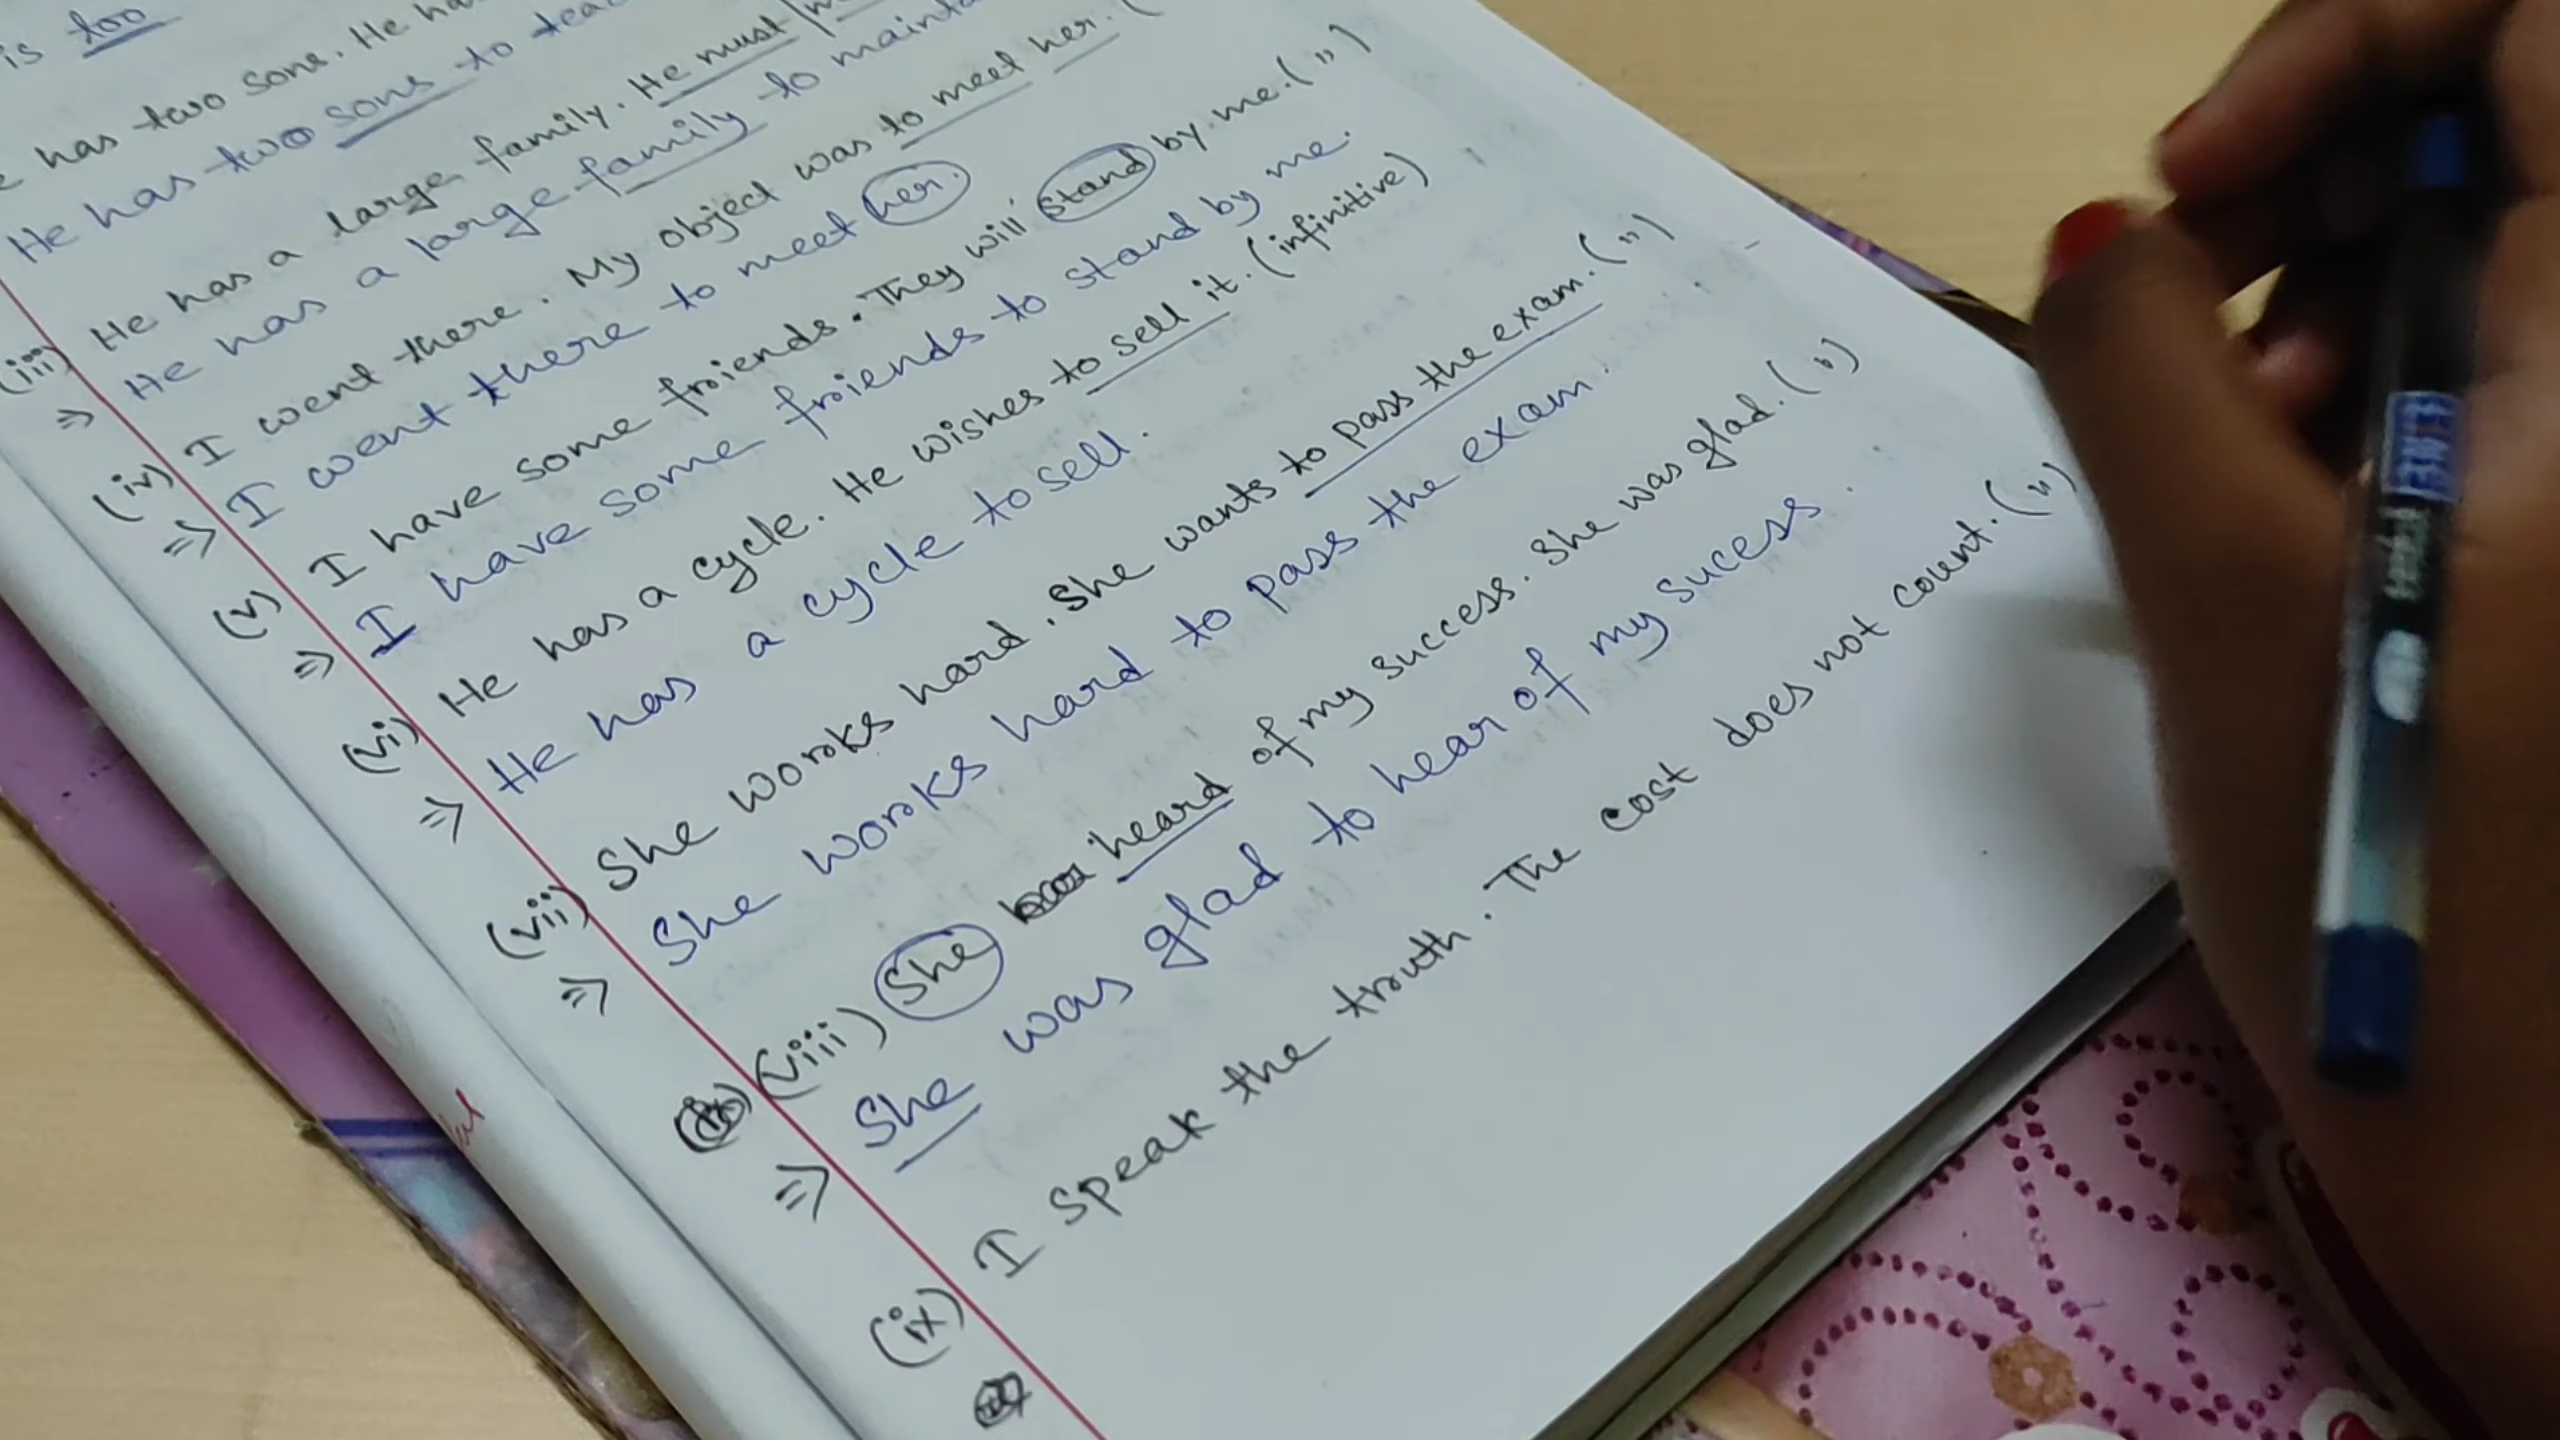 is too
has two sons. He ha
He has two sons to tea
(iii) He has a large family. He must
⇒ He has a large family to mainta
(iv) I went there. My object was to meet her. (
⇒ I went there to meet her.
(v) I have some friends. They will stand by me. (")
⇒ I have some friends to stand by me.
(vi) He has a cycle. He wishes to sell it. (infinitive)
⇒ He has a cycle to sell.
(vii) She works hard. She wants to pass the exam. (")
⇒ She works hard to pass the exam.
(viii) She heard of my success. She was glad. (")
⇒ She was glad to hear of my sucess.
(ix) I speak the truth. The cost does not count. (")